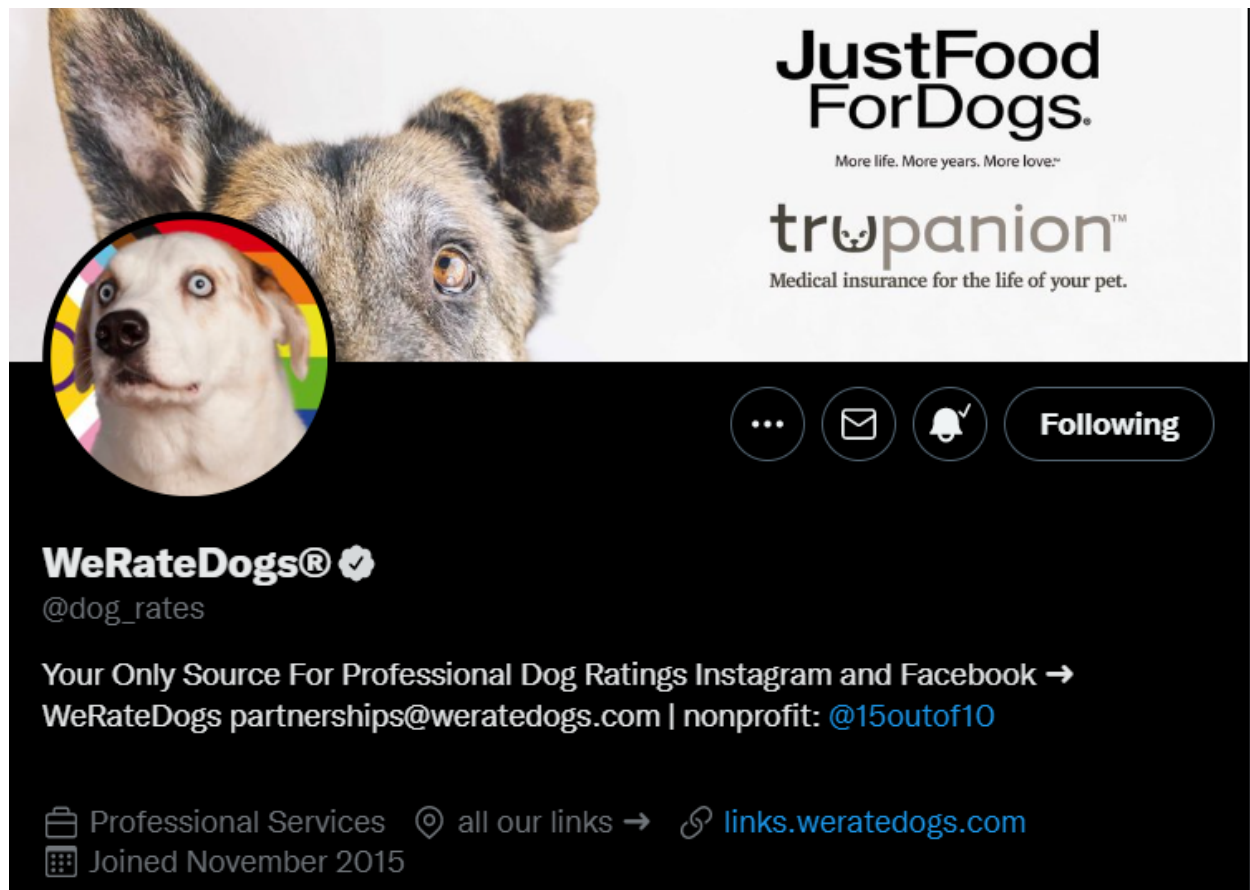 JustFood
ForDogs®
More life. More years. More love.℠
trupanion™
Medical insurance for the life of your pet.
Following
WeRateDogs®
@dog_rates
Your Only Source For Professional Dog Ratings Instagram and Facebook →
WeRateDogs partnerships@weratedogs.com | nonprofit: @15outof10
Professional Services all our links → links.weratedogs.com
Joined November 2015